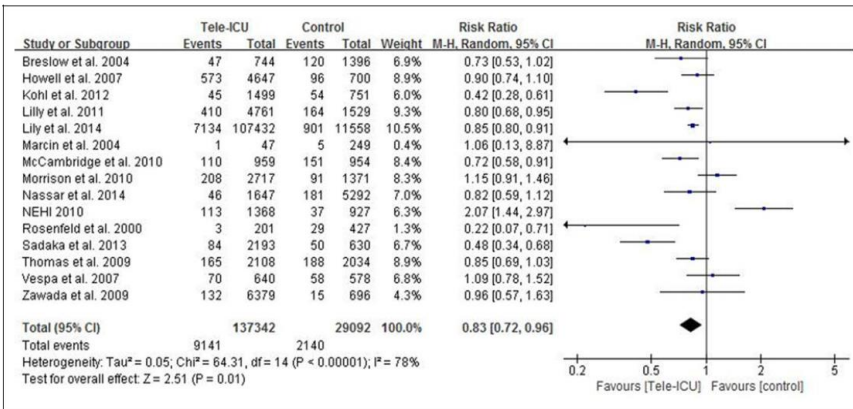 Tele-ICU Control Risk Ratio Risk Ratio
Study or Subgroup Events Total Events Total Weight M-H, Random, 95% CI M-H, Random, 95% CI
Breslow et al. 2004 47 744 120 1396 6.9% 0.73 [0.53, 1.02]
Howell et al. 2007 573 4647 96 700 8.9% 0.90 [0.74, 1.10]
Kohl et al. 2012 45 1499 54 751 6.0% 0.42 [0.28, 0.61]
Lilly et al. 2011 410 4761 164 1529 9.2% 0.80 [0.68, 0.95]
Lily et al. 2014 7134 107432 901 11558 10.5% 0.85 [0.80, 0.91]
Marcin et al. 2004 1 47 5 249 0.4% 1.06 [0.13, 8.87]
McCambridge et al. 2010 110 959 151 954 8.2% 0.72 [0.58, 0.91]
Morrison et al. 2010 208 2717 91 1371 8.1% 1.15 [0.91, 1.46]
Nassar et al. 2014 46 1647 181 5292 7.0% 0.82 [0.59, 1.12]
NEHI 2010 113 1368 37 927 6.3% 2.07 [1.44, 2.97]
Rosenfeld et al. 2000 3 201 29 427 1.3% 0.22 [0.07, 0.71]
Sadaka et al. 2013 84 2193 50 630 6.6% 0.48 [0.34, 0.68]
Thomas et al. 2009 165 2108 188 2034 8.7% 0.85 [0.69, 1.03]
Vespa et al. 2007 70 640 58 578 6.8% 1.09 [0.78, 1.52]
Zawada et al. 2009 132 6379 15 696 4.3% 0.96 [0.57, 1.63]
Total (95% CI) 137342 29092 100.0% 0.83 [0.72, 0.96]
Total events 9141 2140
Heterogeneity: Tau² = 0.05; Chi² = 64.31, df = 14 (P < 0.00001); I² = 78%
Test for overall effect: Z = 2.51 (P = 0.01)
0.2 0.5 1 2 5
Favours [Tele-ICU] Favours [control]